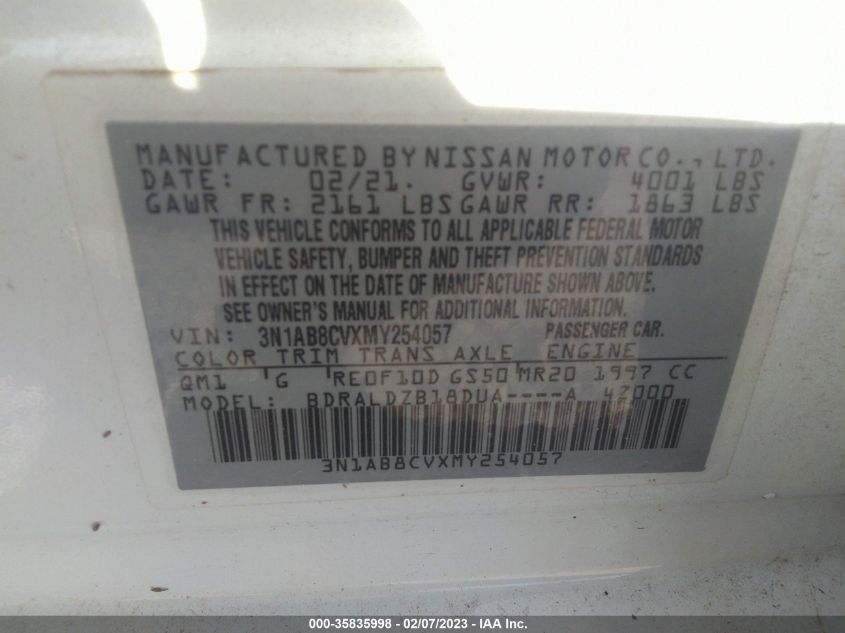 MANUFACTURED BY NISSAN MOTOR CO., LTD.
DATE: 02/21. GVWR: 4001 LBS
GAWR FR: 2161 LBS GAWR RR: 1863 LBS
THIS VEHICLE CONFORMS TO ALL APPLICABLE FEDERAL MOTOR
VEHICLE SAFETY, BUMPER AND THEFT PREVENTION STANDARDS
IN EFFECT ON THE DATE OF MANUFACTURE SHOWN ABOVE.
SEE OWNER'S MANUAL FOR ADDITIONAL INFORMATION.
VIN: 3N1AB8CVXMY254057 PASSENGER CAR.
COLOR TRIM TRANS AXLE ENGINE
QM1 G RE0F10D GS50 MR20 1997 CC
MODEL: BDRALDZB18DUA----A 4Z000
3N1AB8CVXMY254057
000-35835998 - 02/07/2023 - IAA Inc.